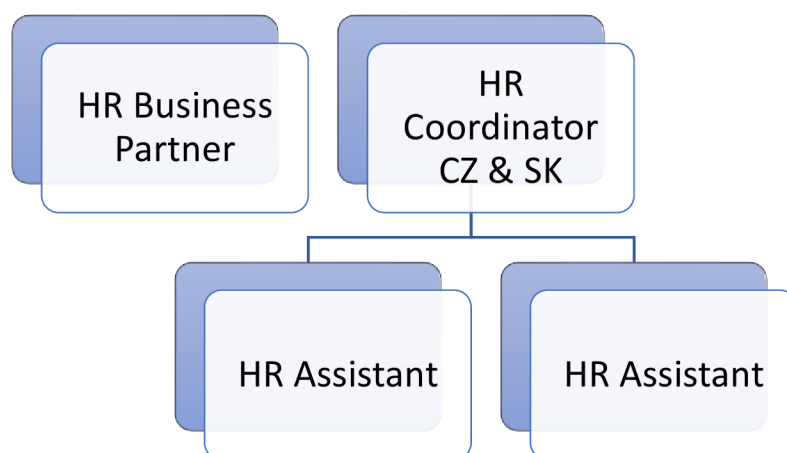 HR Business
Partner
HR
Coordinator
CZ & SK
HR Assistant
HR Assistant